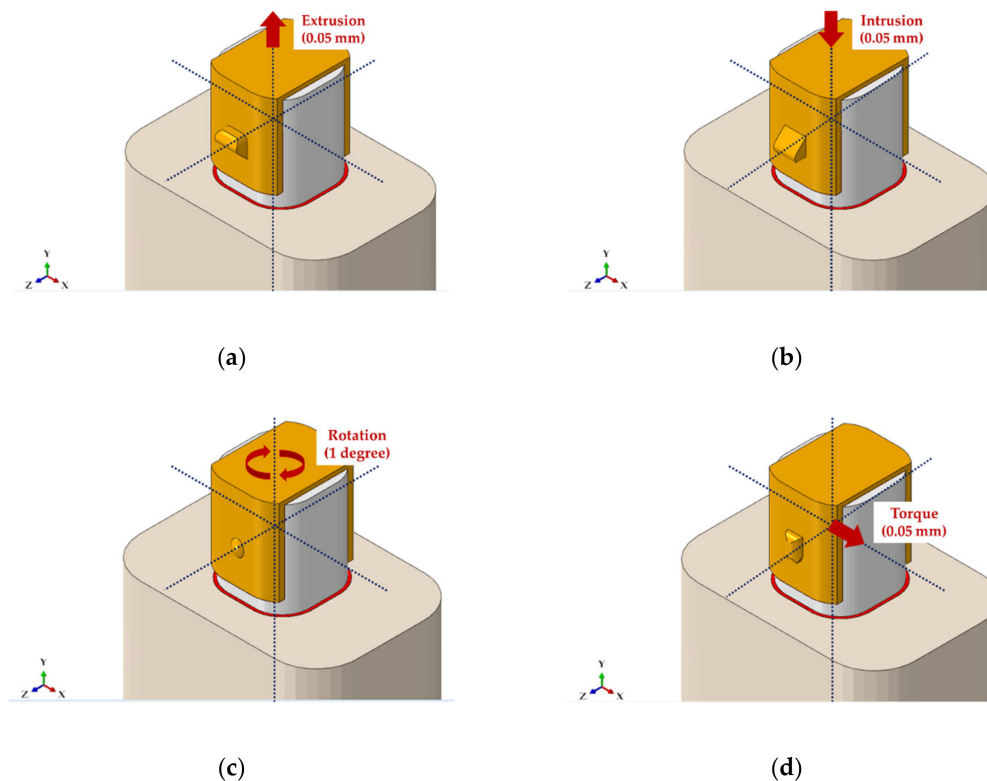 Extrusion
(0.05 mm)
Y
Z
X
(a)
Intrusion
(0.05 mm)
Y
Z
X
(b)
Rotation
(1 degree)
Y
Z
X
(c)
Torque
(0.05 mm)
Y
Z
X
(d)